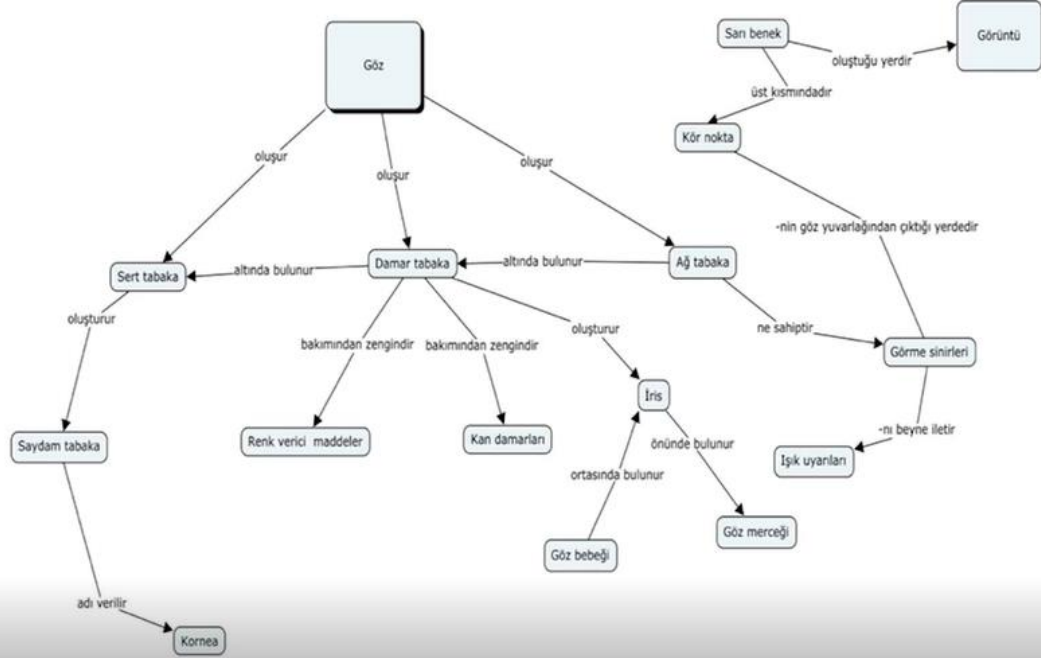 Sarı benek
Görüntü
oluştuğu yerdir
Göz
üst kısmındadır
Kör nokta
oluşur
oluşur
oluşur
-nin göz yuvarlağından çıktığı yerdedir
Sert tabaka
altında bulunur
Damar tabaka
altında bulunur
Ağ tabaka
oluşturur
oluşturur
ne sahiptir
bakımından zengindir
bakımından zengindir
Görme sinirleri
İris
Saydam tabaka
Renk verici maddeler
Kan damarları
önünde bulunur
-nı beyne iletir
Işık uyarıları
ortasında bulunur
Göz merceği
Göz bebeği
adı verilir
Kornea